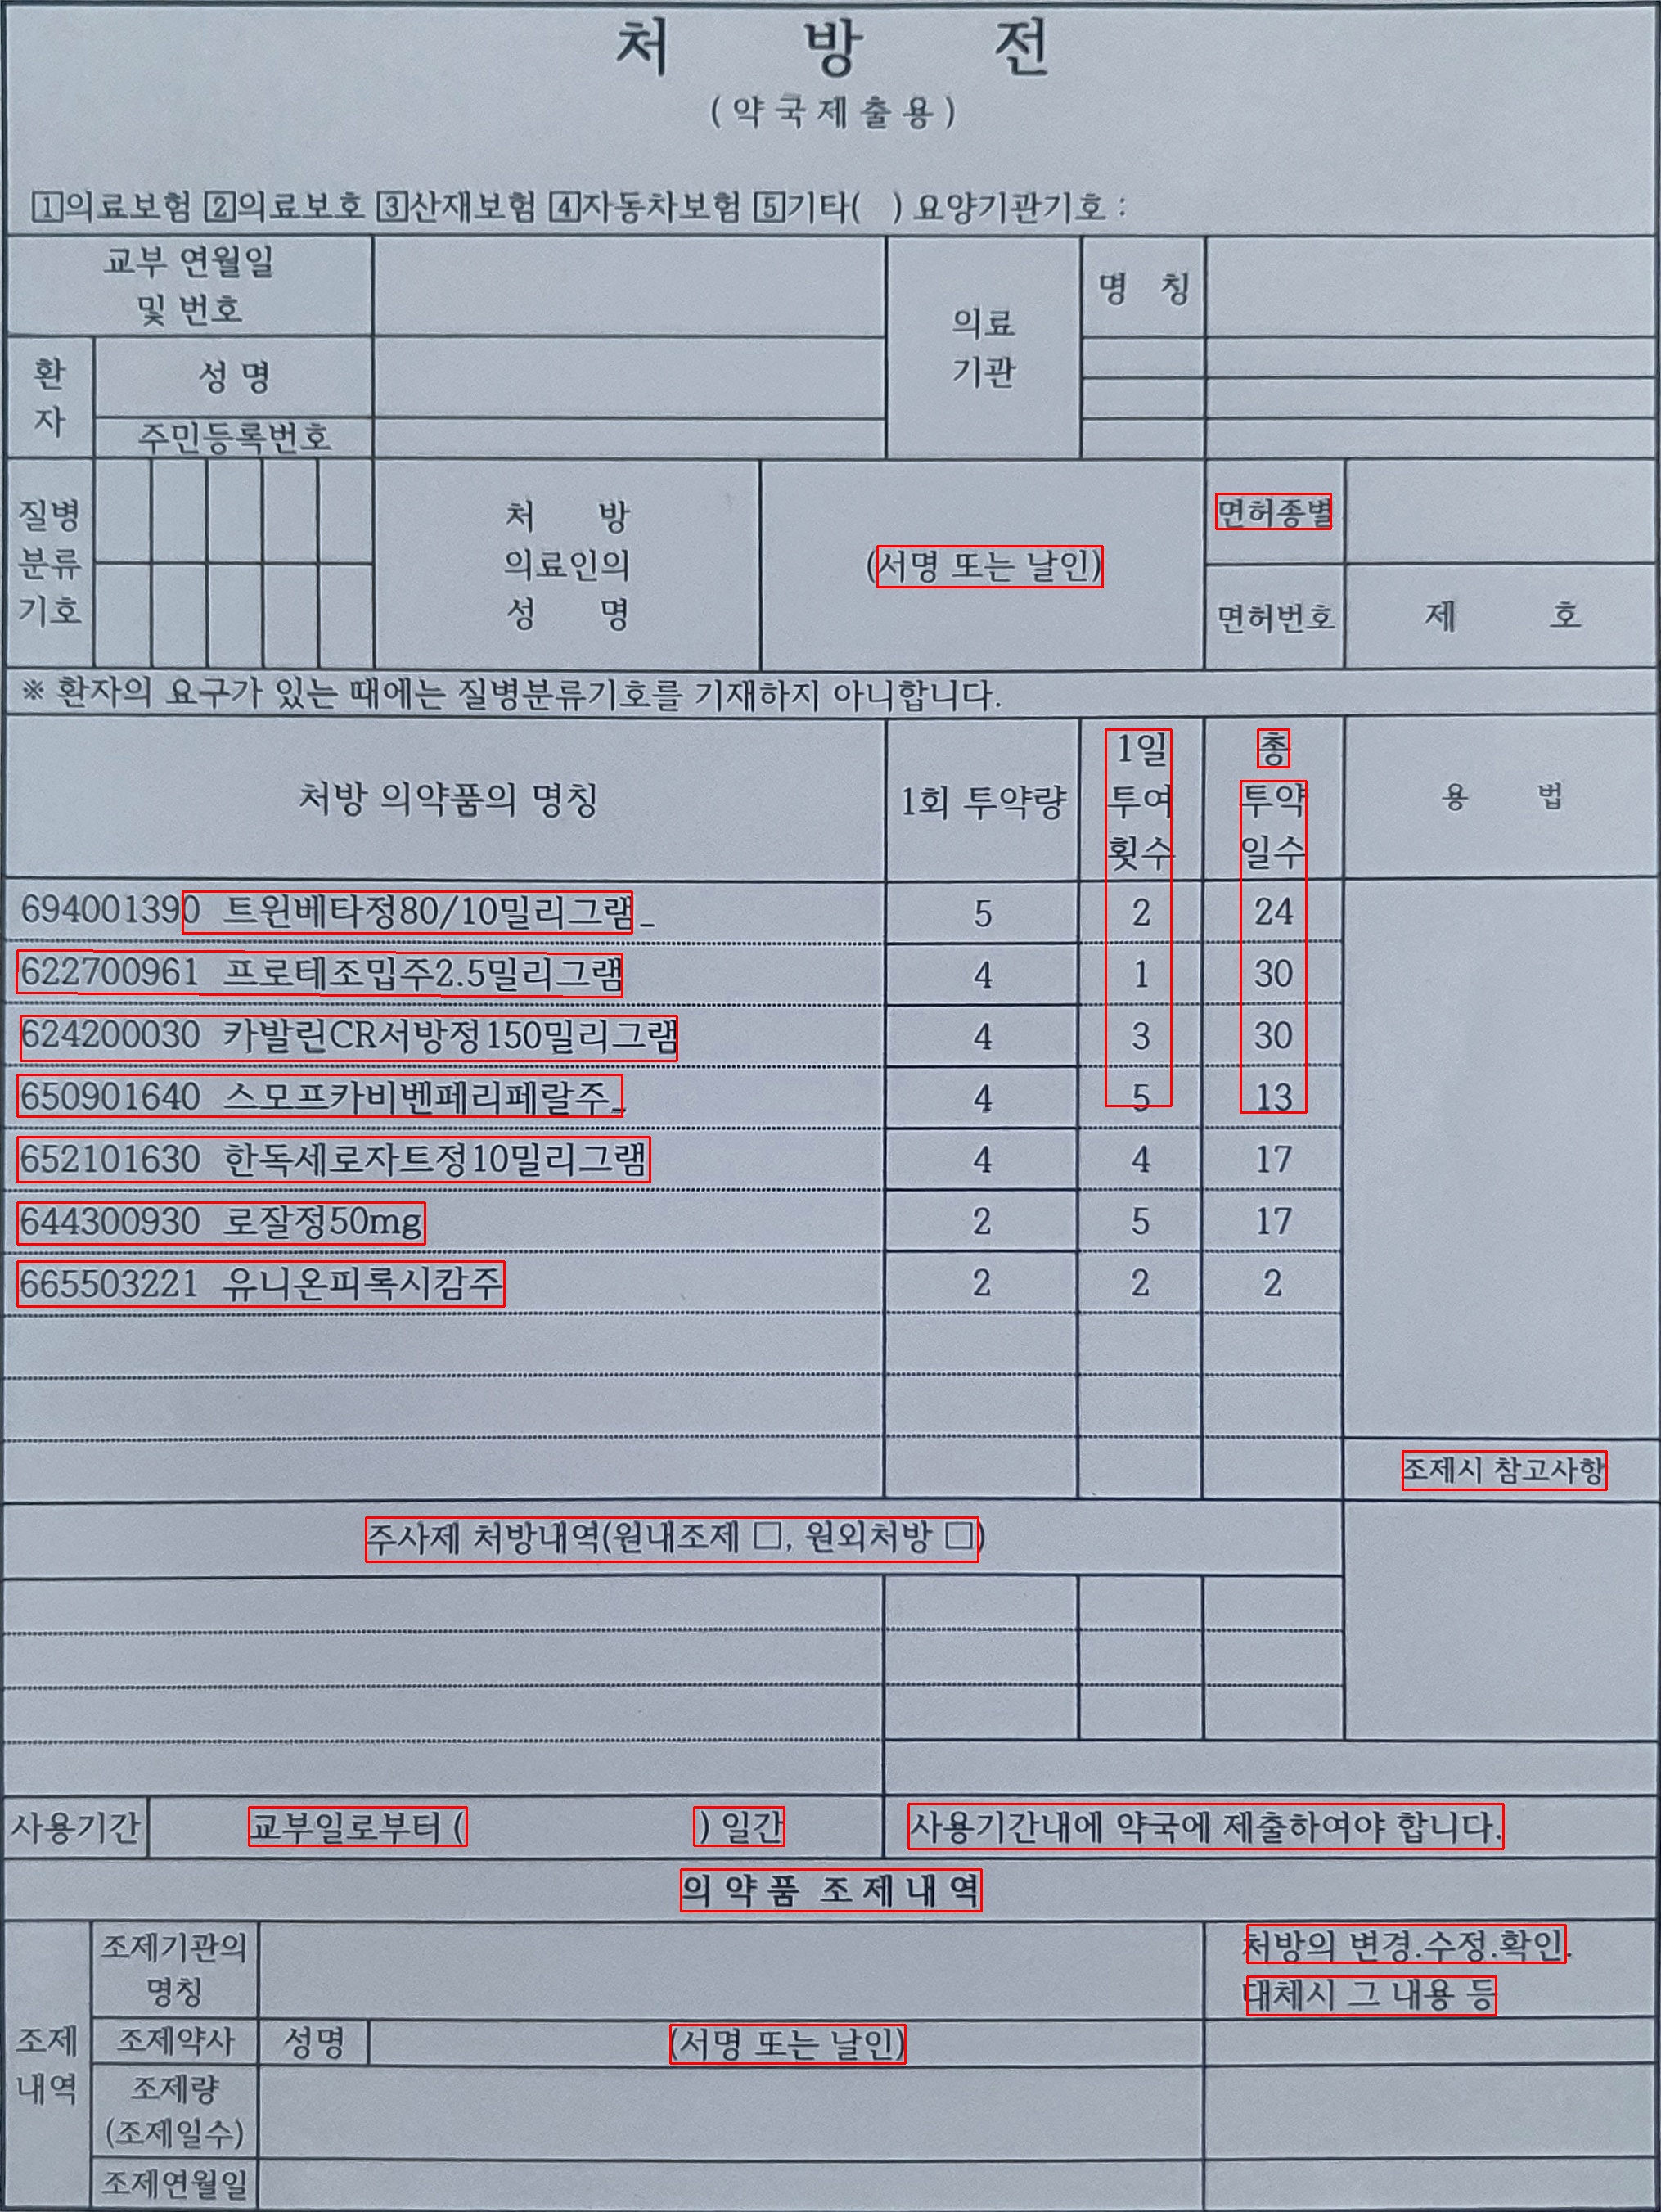 처 방 전
(약국제출용)
1의료보험 2의료보호 3산재보험 4자동차보험 5기타( ) 요양기관기호 :
교부 연월일
및 번호
의료
기관
명 칭
환
자
성 명
주민등록번호
질병
분류
기호
처 방
의료인의
성 명
(서명 또는 날인)
면허종별
면허번호
제 호
※ 환자의 요구가 있는 때에는 질병분류기호를 기재하지 아니합니다.
처방 의약품의 명칭
1회 투약량
1일
투여
횟수
총
투약
일수
용 법
694001390 트윈베타정80/10밀리그램_ 5 2 24
622700961 프로테조밉주2.5밀리그램 4 1 30
624200030 카발린CR서방정150밀리그램 4 3 30
650901640 스모프카비벤페리페랄주_ 4 5 13
652101630 한독세로자트정10밀리그램 4 4 17
644300930 로잘정50mg 2 5 17
665503221 유니온피록시캄주 2 2 2
조제시 참고사항
주사제 처방내역(원내조제 □, 원외처방 □)
사용기간 교부일로부터 ( ) 일간 사용기간내에 약국에 제출하여야 합니다.
의 약 품 조 제 내 역
조제
내역
조제기관의
명칭
처방의 변경.수정.확인.
대체시 그 내용 등
조제약사 성명 (서명 또는 날인)
조제량
(조제일수)
조제연월일